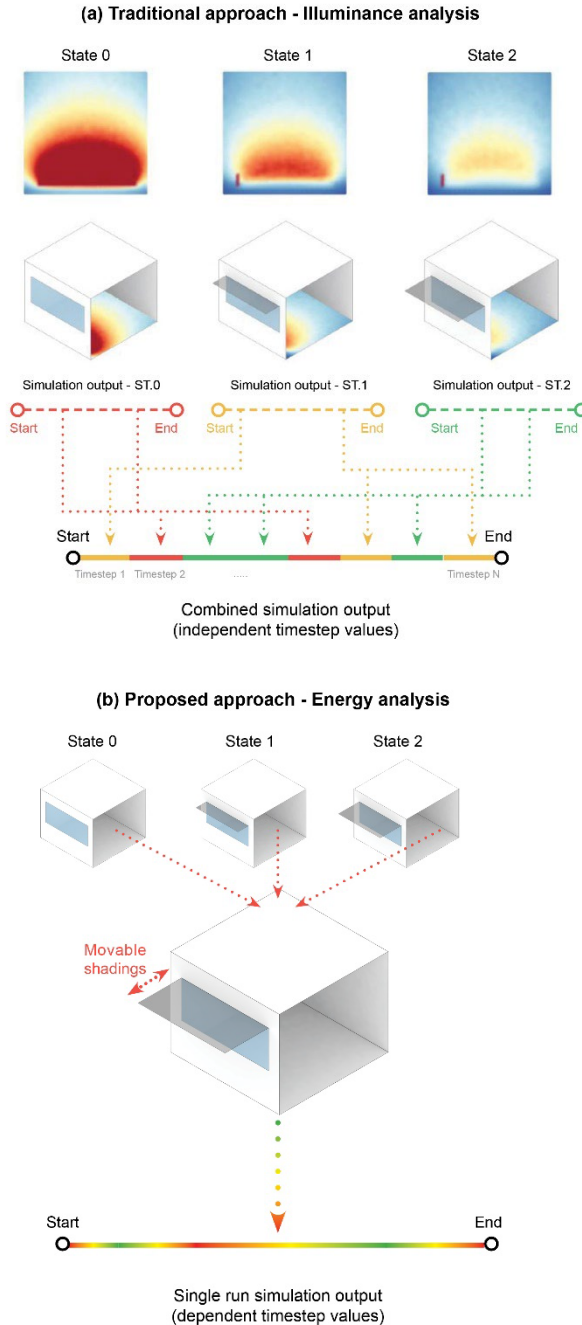 (a) Traditional approach - Illuminance analysis
State 0
State 1
State 2
Simulation output - ST.0
Simulation output - ST.1
Simulation output - ST.2
Start
End
Start
End
Start
End
Start
End
Timestep 1
Timestep 2
.....
Timestep N
Combined simulation output
(independent timestep values)
(b) Proposed approach - Energy analysis
State 0
State 1
State 2
Movable
shadings
Start
End
Single run simulation output
(dependent timestep values)